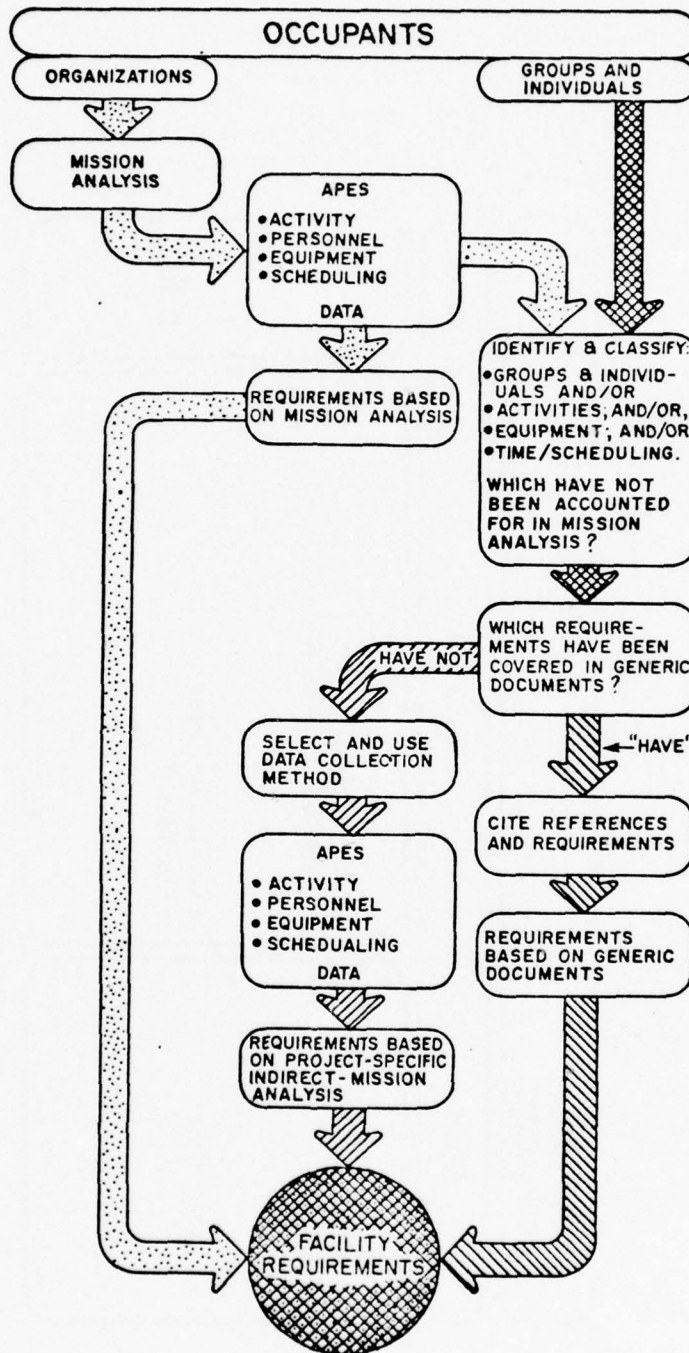 OCCUPANTS
ORGANIZATIONS
GROUPS AND
INDIVIDUALS
MISSION
ANALYSIS
APES
• ACTIVITY
• PERSONNEL
• EQUIPMENT
• SCHEDULING
DATA
REQUIREMENTS BASED
ON MISSION ANALYSIS
IDENTIFY & CLASSIFY:
• GROUPS & INDIVID-
UALS AND/OR
• ACTIVITIES; AND/OR,
• EQUIPMENT; AND/OR
• TIME/SCHEDULING.
WHICH HAVE NOT
BEEN ACCOUNTED
FOR IN MISSION
ANALYSIS ?
WHICH REQUIRE-
MENTS HAVE BEEN
COVERED IN GENERIC
DOCUMENTS ?
HAVE NOT
"HAVE"
SELECT AND USE
DATA COLLECTION
METHOD
APES
• ACTIVITY
• PERSONNEL
• EQUIPMENT
• SCHEDUALING
DATA
REQUIREMENTS BASED
ON PROJECT-SPECIFIC
INDIRECT-MISSION
ANALYSIS
CITE REFERENCES
AND REQUIREMENTS
REQUIREMENTS
BASED ON GENERIC
DOCUMENTS
FACILITY
REQUIREMENTS